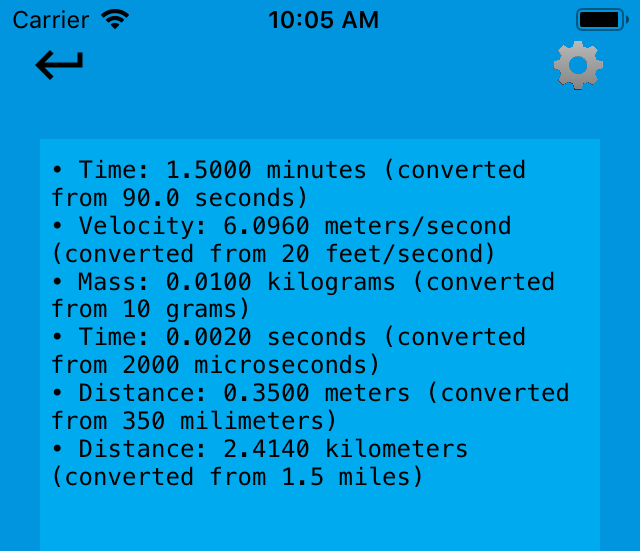 Carrier 10:05 AM
• Time: 1.5000 minutes (converted
from 90.0 seconds)
• Velocity: 6.0960 meters/second
(converted from 20 feet/second)
• Mass: 0.0100 kilograms (converted
from 10 grams)
• Time: 0.0020 seconds (converted
from 2000 microseconds)
• Distance: 0.3500 meters (converted
from 350 milimeters)
• Distance: 2.4140 kilometers
(converted from 1.5 miles)